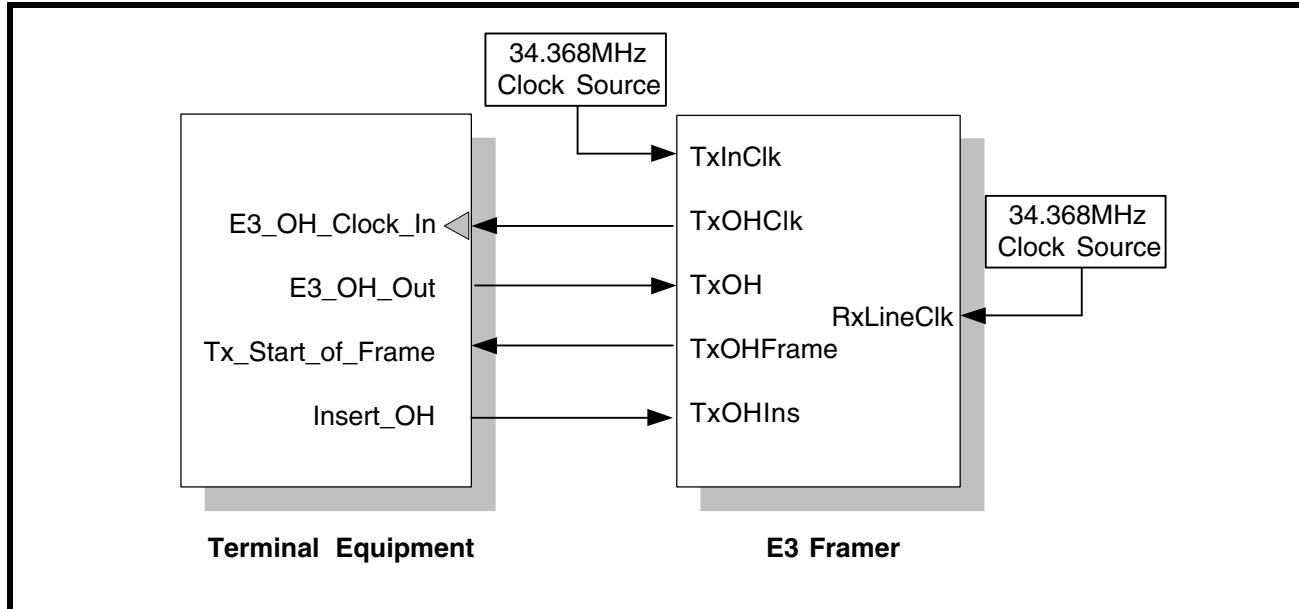 34.368MHz
Clock Source
TxInClk
E3_OH_Clock_In
TxOHClk
34.368MHz
Clock Source
E3_OH_Out
TxOH
RxLineClk
Tx_Start_of_Frame
TxOHFrame
Insert_OH
TxOHIns
Terminal Equipment
E3 Framer